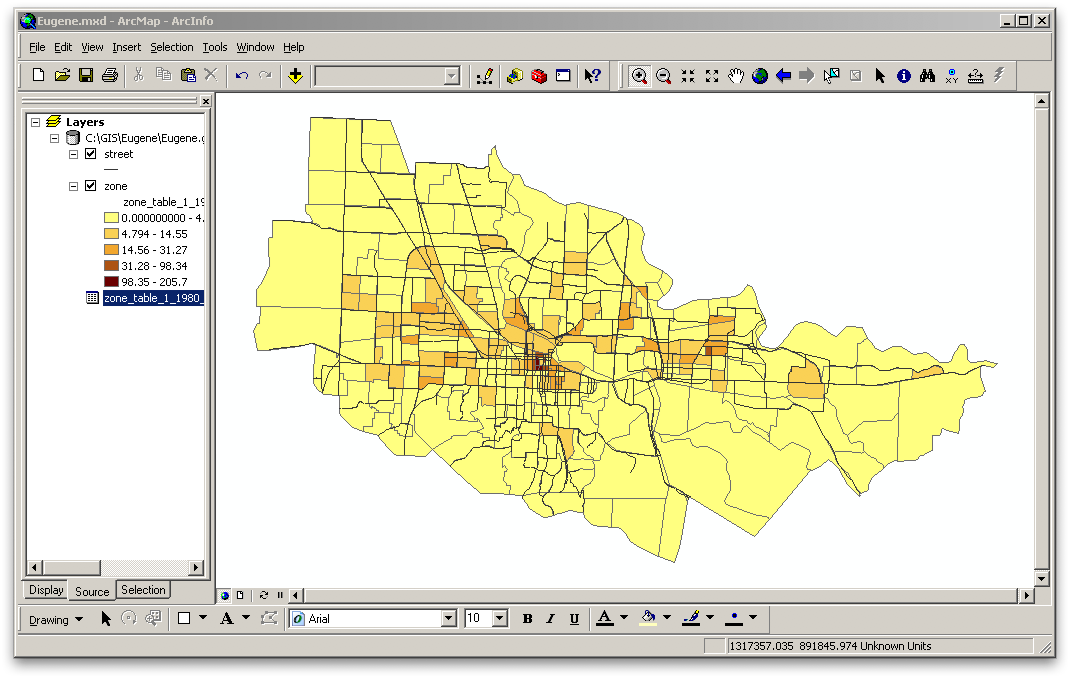 Eugene.mxd - ArcMap - ArcInfo
File Edit View Insert Selection Tools Window Help
XY
Layers
C:\GIS\Eugene\Eugene.g
street
zone
zone_table_1_19
0.000000000 - 4.
4.794 - 14.55
14.56 - 31.27
31.28 - 98.34
98.35 - 205.7
zone_table_1_1980_
Display Source Selection
Drawing A Arial 10 B I U A
1317357.035 891845.974 Unknown Units